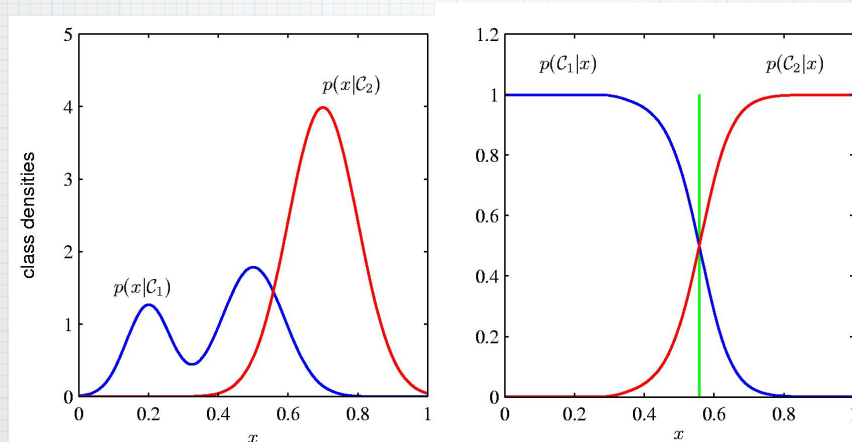 5
4
3
2
1
0
class densities
p(x|C₂)
p(x|C₁)
0 0.2 0.4 0.6 0.8 1
x
1.2
1
0.8
0.6
0.4
0.2
0
p(C₁|x) p(C₂|x)
0 0.2 0.4 0.6 0.8
x